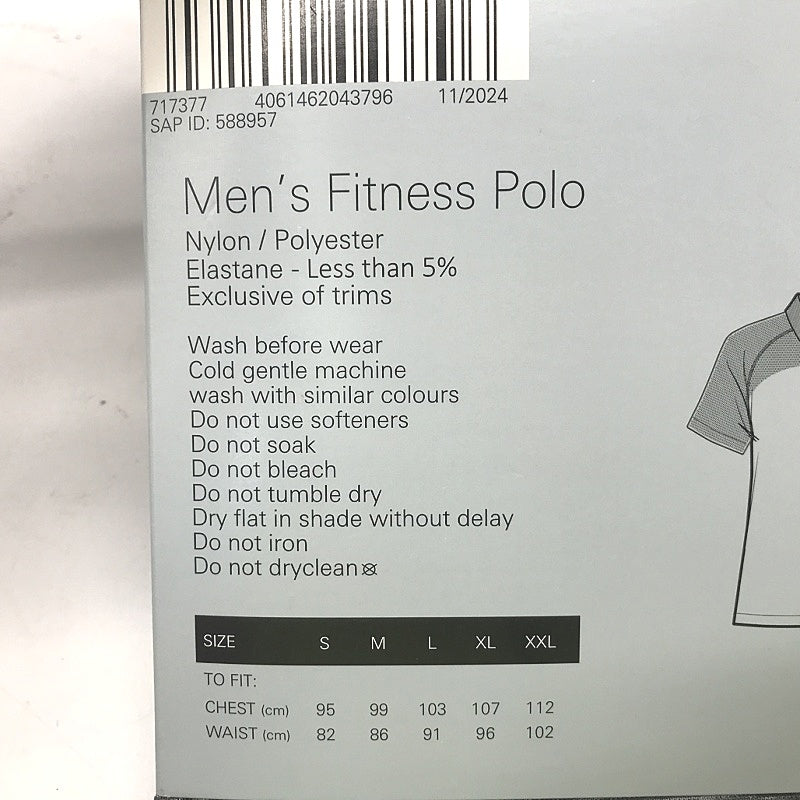 717377 4061462043796 11/2024
SAP ID: 588957
Men's Fitness Polo
Nylon / Polyester
Elastane - Less than 5%
Exclusive of trims
Wash before wear
Cold gentle machine
wash with similar colours
Do not use softeners
Do not soak
Do not bleach
Do not tumble dry
Dry flat in shade without delay
Do not iron
Do not dryclean
SIZE S M L XL XXL
TO FIT:
CHEST (cm) 95 99 103 107 112
WAIST (cm) 82 86 91 96 102